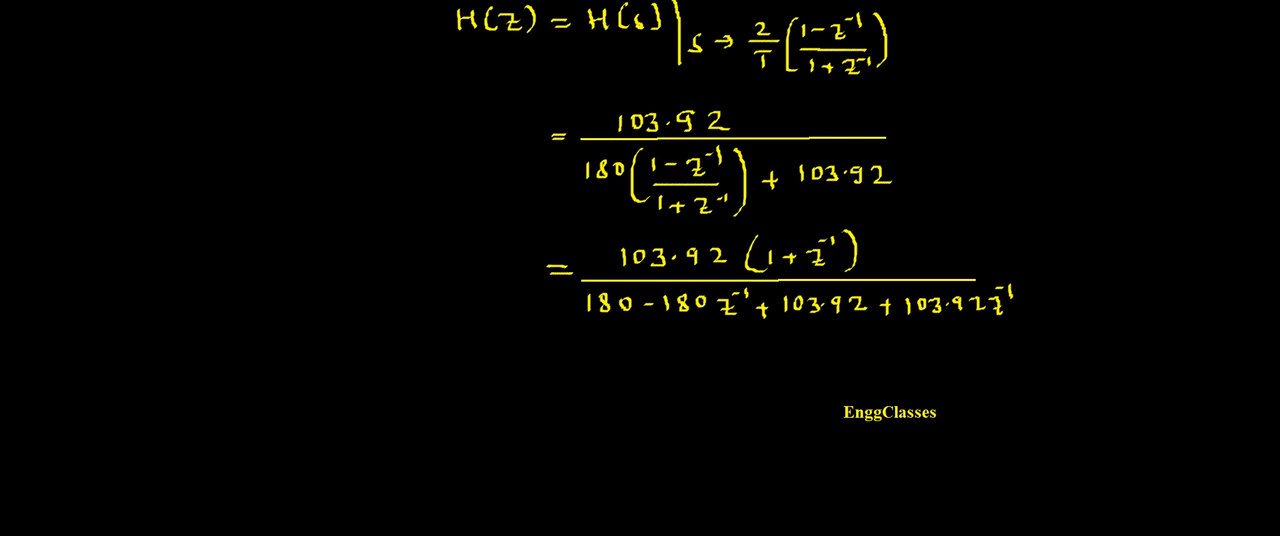 H(z) = H(s)|s → 2/T (1 - z⁻¹ / 1 + z⁻¹)
= 103.92 / 180(1 - z⁻¹ / 1 + z⁻¹) + 103.92
= 103.92 (1 + z⁻¹) / 180 - 180 z⁻¹ + 103.92 + 103.92 z⁻¹
EnggClasses